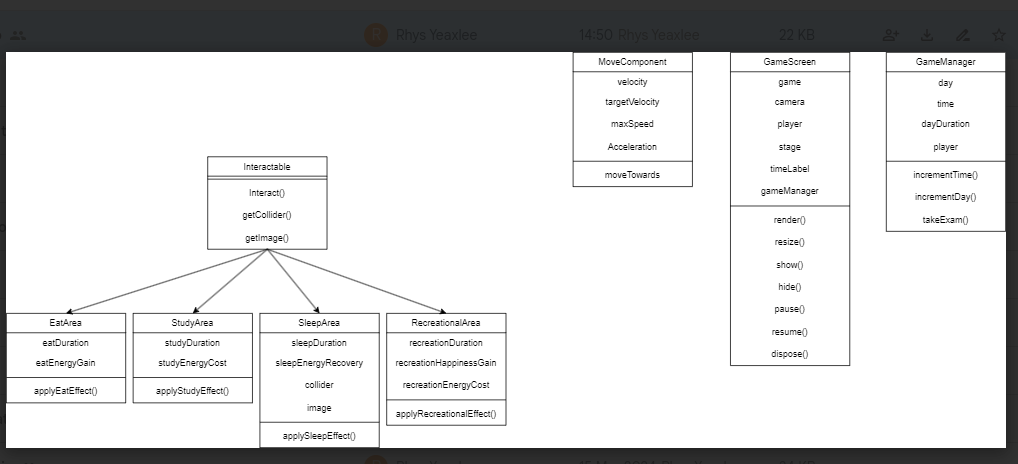 Rhys Yeaxlee
14:50 Rhys Yeaxlee
22 KB
MoveComponent
velocity
targetVelocity
maxSpeed
Acceleration
moveTowards
GameScreen
game
camera
player
stage
timeLabel
gameManager
render()
resize()
show()
hide()
pause()
resume()
dispose()
GameManager
day
time
dayDuration
player
incrementTime()
incrementDay()
takeExam()
Interactable
Interact()
getCollider()
getImage()
EatArea
eatDuration
eatEnergyGain
applyEatEffect()
StudyArea
studyDuration
studyEnergyCost
applyStudyEffect()
SleepArea
sleepDuration
sleepEnergyRecovery
collider
image
applySleepEffect()
RecreationalArea
recreationDuration
recreationHappinessGain
recreationEnergyCost
applyRecreationalEffect()